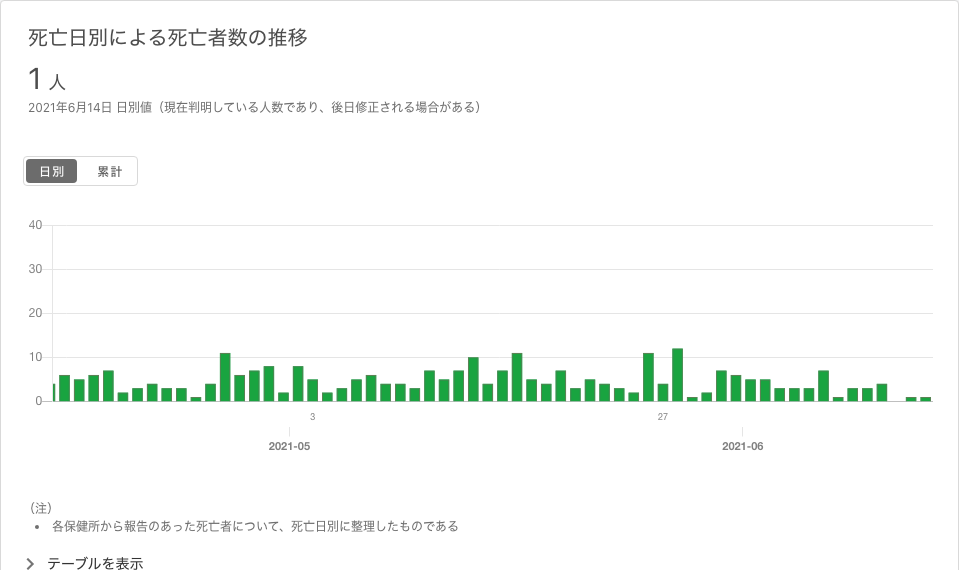 死亡日別による死亡者数の推移
1 人
2021年6月14日 日別値（現在判明している人数であり、後日修正される場合がある）
日別 累計
40
30
20
10
0
3 27
2021-05 2021-06
（注）
• 各保健所から報告のあった死亡者について、死亡日別に整理したものである
テーブルを表示